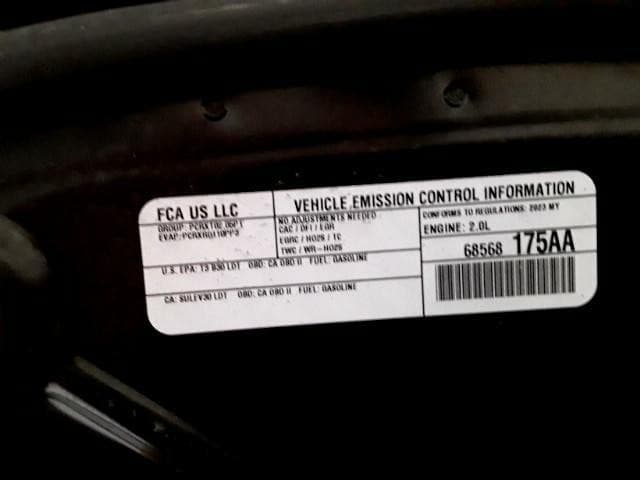 FCA US LLC
VEHICLE EMISSION CONTROL INFORMATION
GROUP:
EVAP:
NO ADJUSTMENTS NEEDED
CAC / DFI / EGR
EGRC / HO2S / TC
TWC / WR-HO2S
CONFORMS TO REGULATIONS: 2023 MY
ENGINE: 2.0L
68568 175AA
U.S. EPA: T3 B30 LDT OBD: CA OBD II FUEL: GASOLINE
CA: SULEV30 LDT OBD: CA OBD II FUEL: GASOLINE